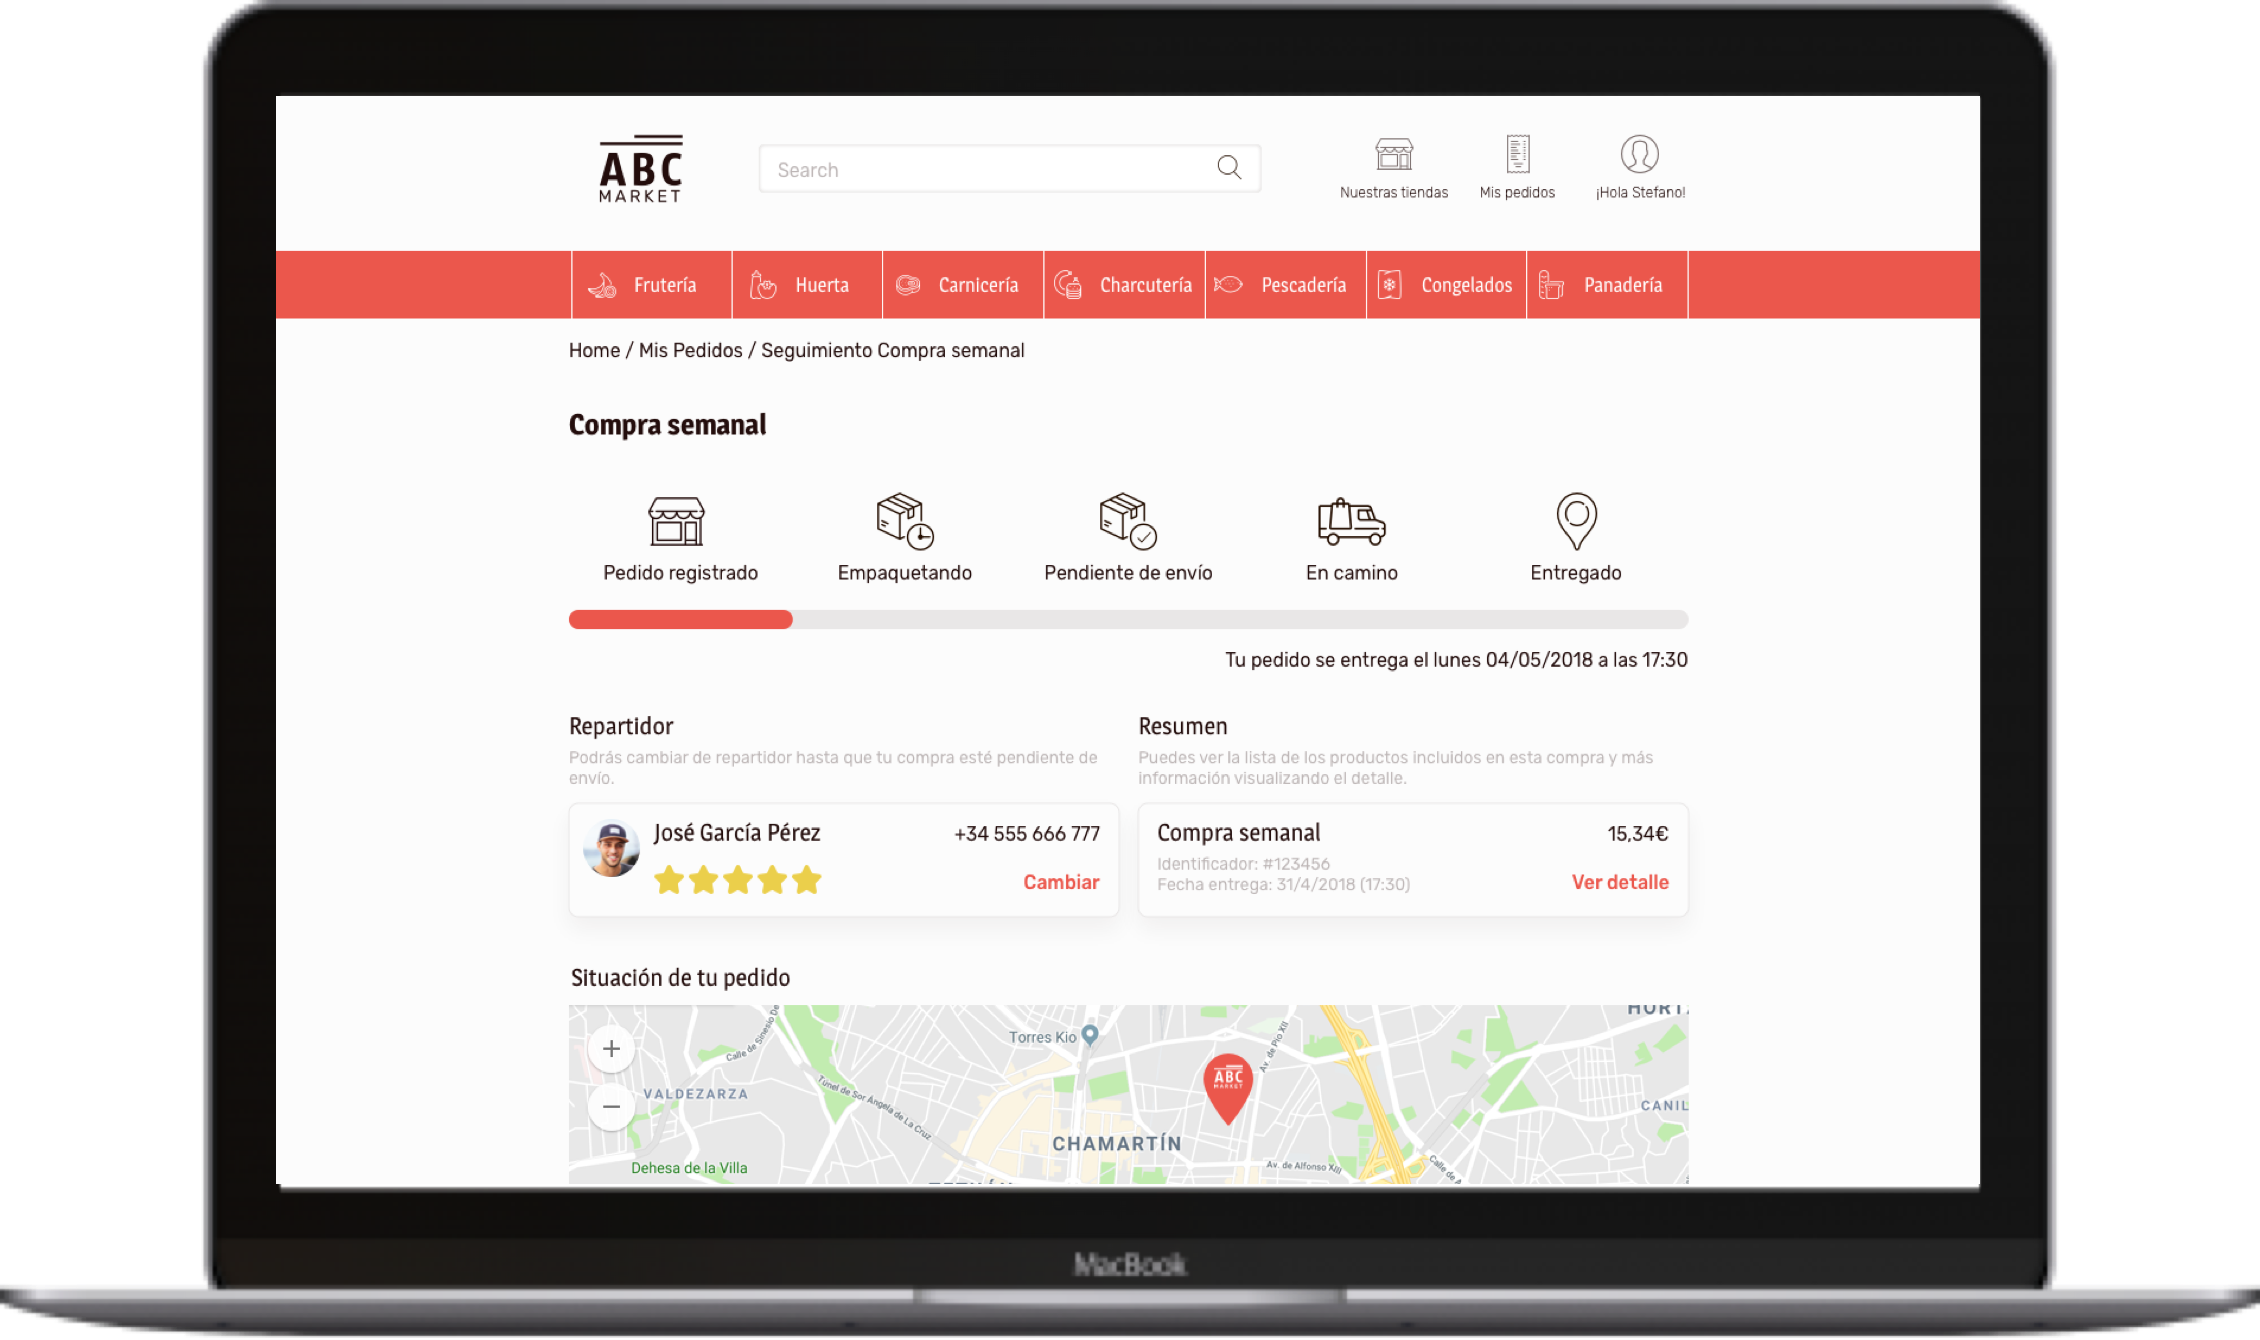 ABC
MARKET
Search
Nuestras tiendas
Mis pedidos
¡Hola Stefano!
Frutería
Huerta
Carnicería
Charcutería
Pescadería
Congelados
Panadería
Home / Mis Pedidos / Seguimiento Compra semanal
Compra semanal
Pedido registrado
Empaquetando
Pendiente de envío
En camino
Entregado
Tu pedido se entrega el lunes 04/05/2018 a las 17:30
Repartidor
Podrás cambiar de repartidor hasta que tu compra esté pendiente de
envío.
José García Pérez
+34 555 666 777
Cambiar
Resumen
Puedes ver la lista de los productos incluidos en esta compra y más
información visualizando el detalle.
Compra semanal
15,34€
Identificador: #123456
Fecha entrega: 31/4/2018 (17:30)
Ver detalle
Situación de tu pedido
Calle de Sinesio De
Torres Kio
Av. de Pío XII
ABC
MARKET
VALDEZARZA
Túnel de Sor Angela de La Cruz
CANIL
CHAMARTÍN
Dehesa de la Villa
Av. de Alfonso XIII
Calle de A
MacBook